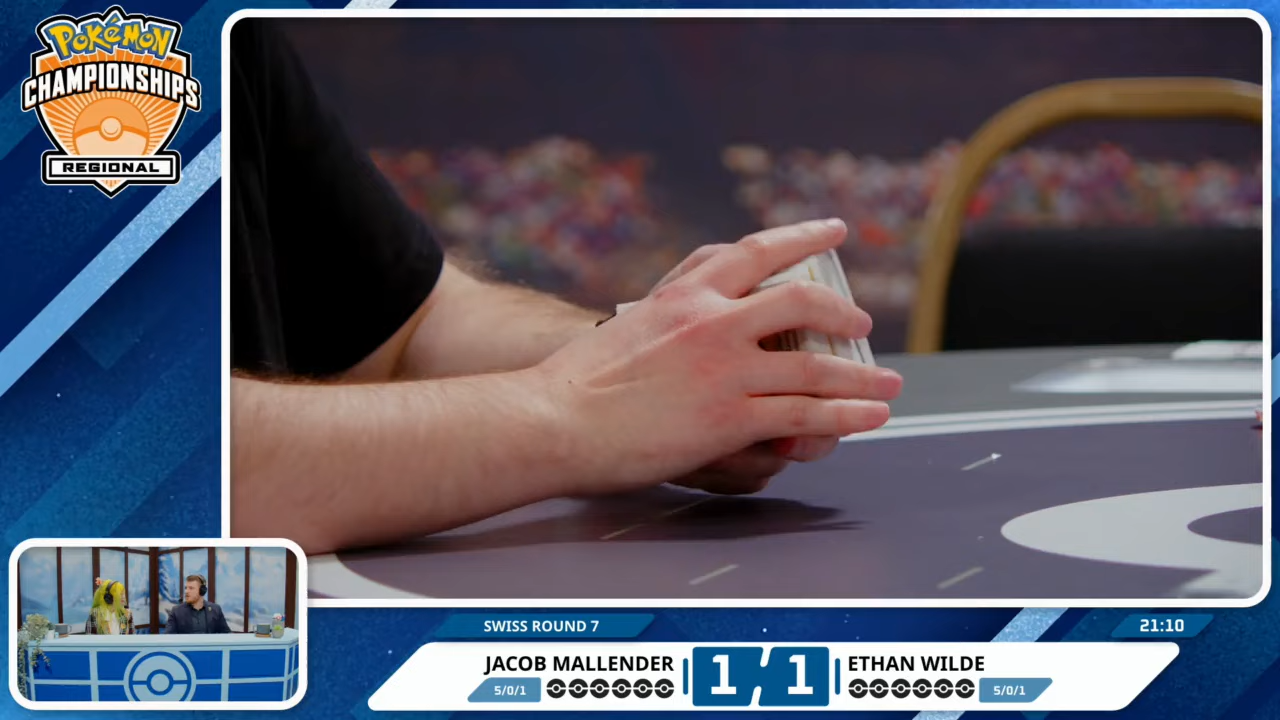 Pokémon
CHAMPIONSHIPS
REGIONAL
SWISS ROUND 7
21:10
JACOB MALLENDER
1
1
ETHAN WILDE
5/0/1
5/0/1